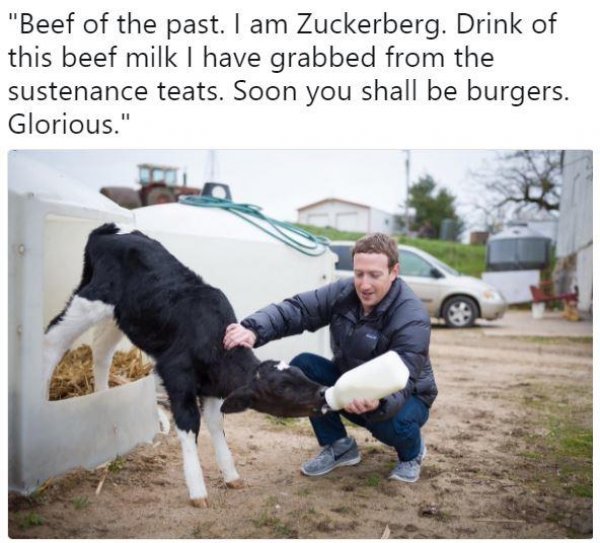 "Beef of the past. I am Zuckerberg. Drink of
this beef milk I have grabbed from the
sustenance teats. Soon you shall be burgers.
Glorious."